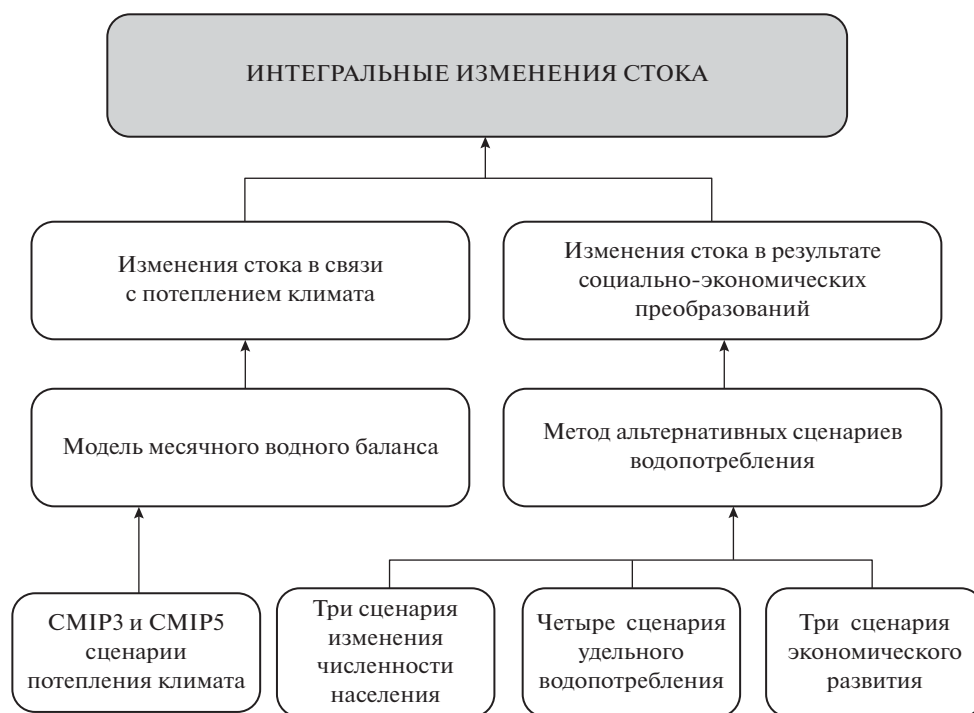 ИНТЕГРАЛЬНЫЕ ИЗМЕНЕНИЯ СТОКА
Изменения стока в связи
с потеплением климата
Изменения стока в результате
социально-экономических
преобразований
Модель месячного водного баланса
Метод альтернативных сценариев
водопотребления
CMIP3 и CMIP5
сценарии
потепления климата
Три сценария
изменения
численности
населения
Четыре сценария
удельного
водопотребления
Три сценария
экономического
развития